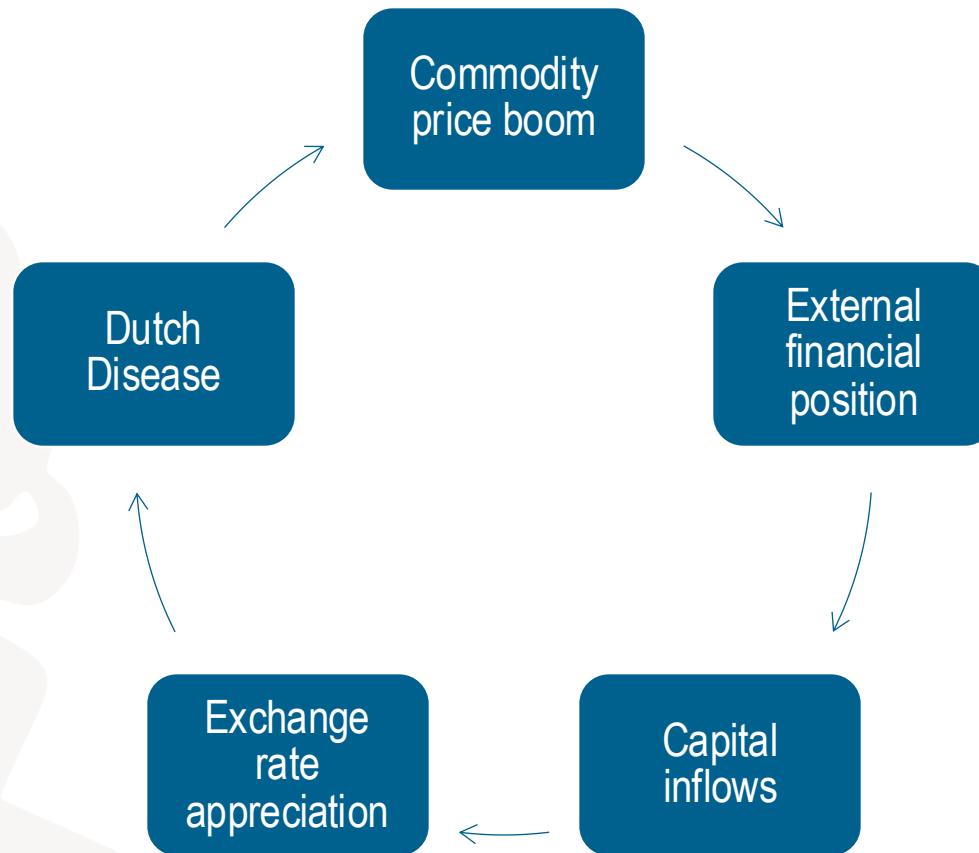 Commodity
price boom
External
financial
position
Capital
inflows
Exchange
rate
appreciation
Dutch
Disease